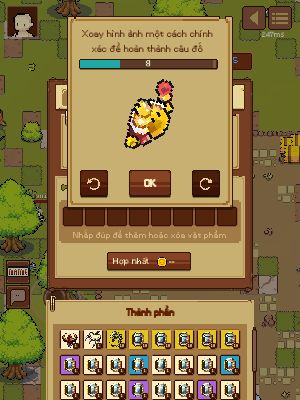 247ms
Xoay hình ảnh một cách chính
xác để hoàn thành câu đố
8
OK
Nhấp đúp để thêm hoặc xóa vật phẩm
Hợp nhất --
Thành phần